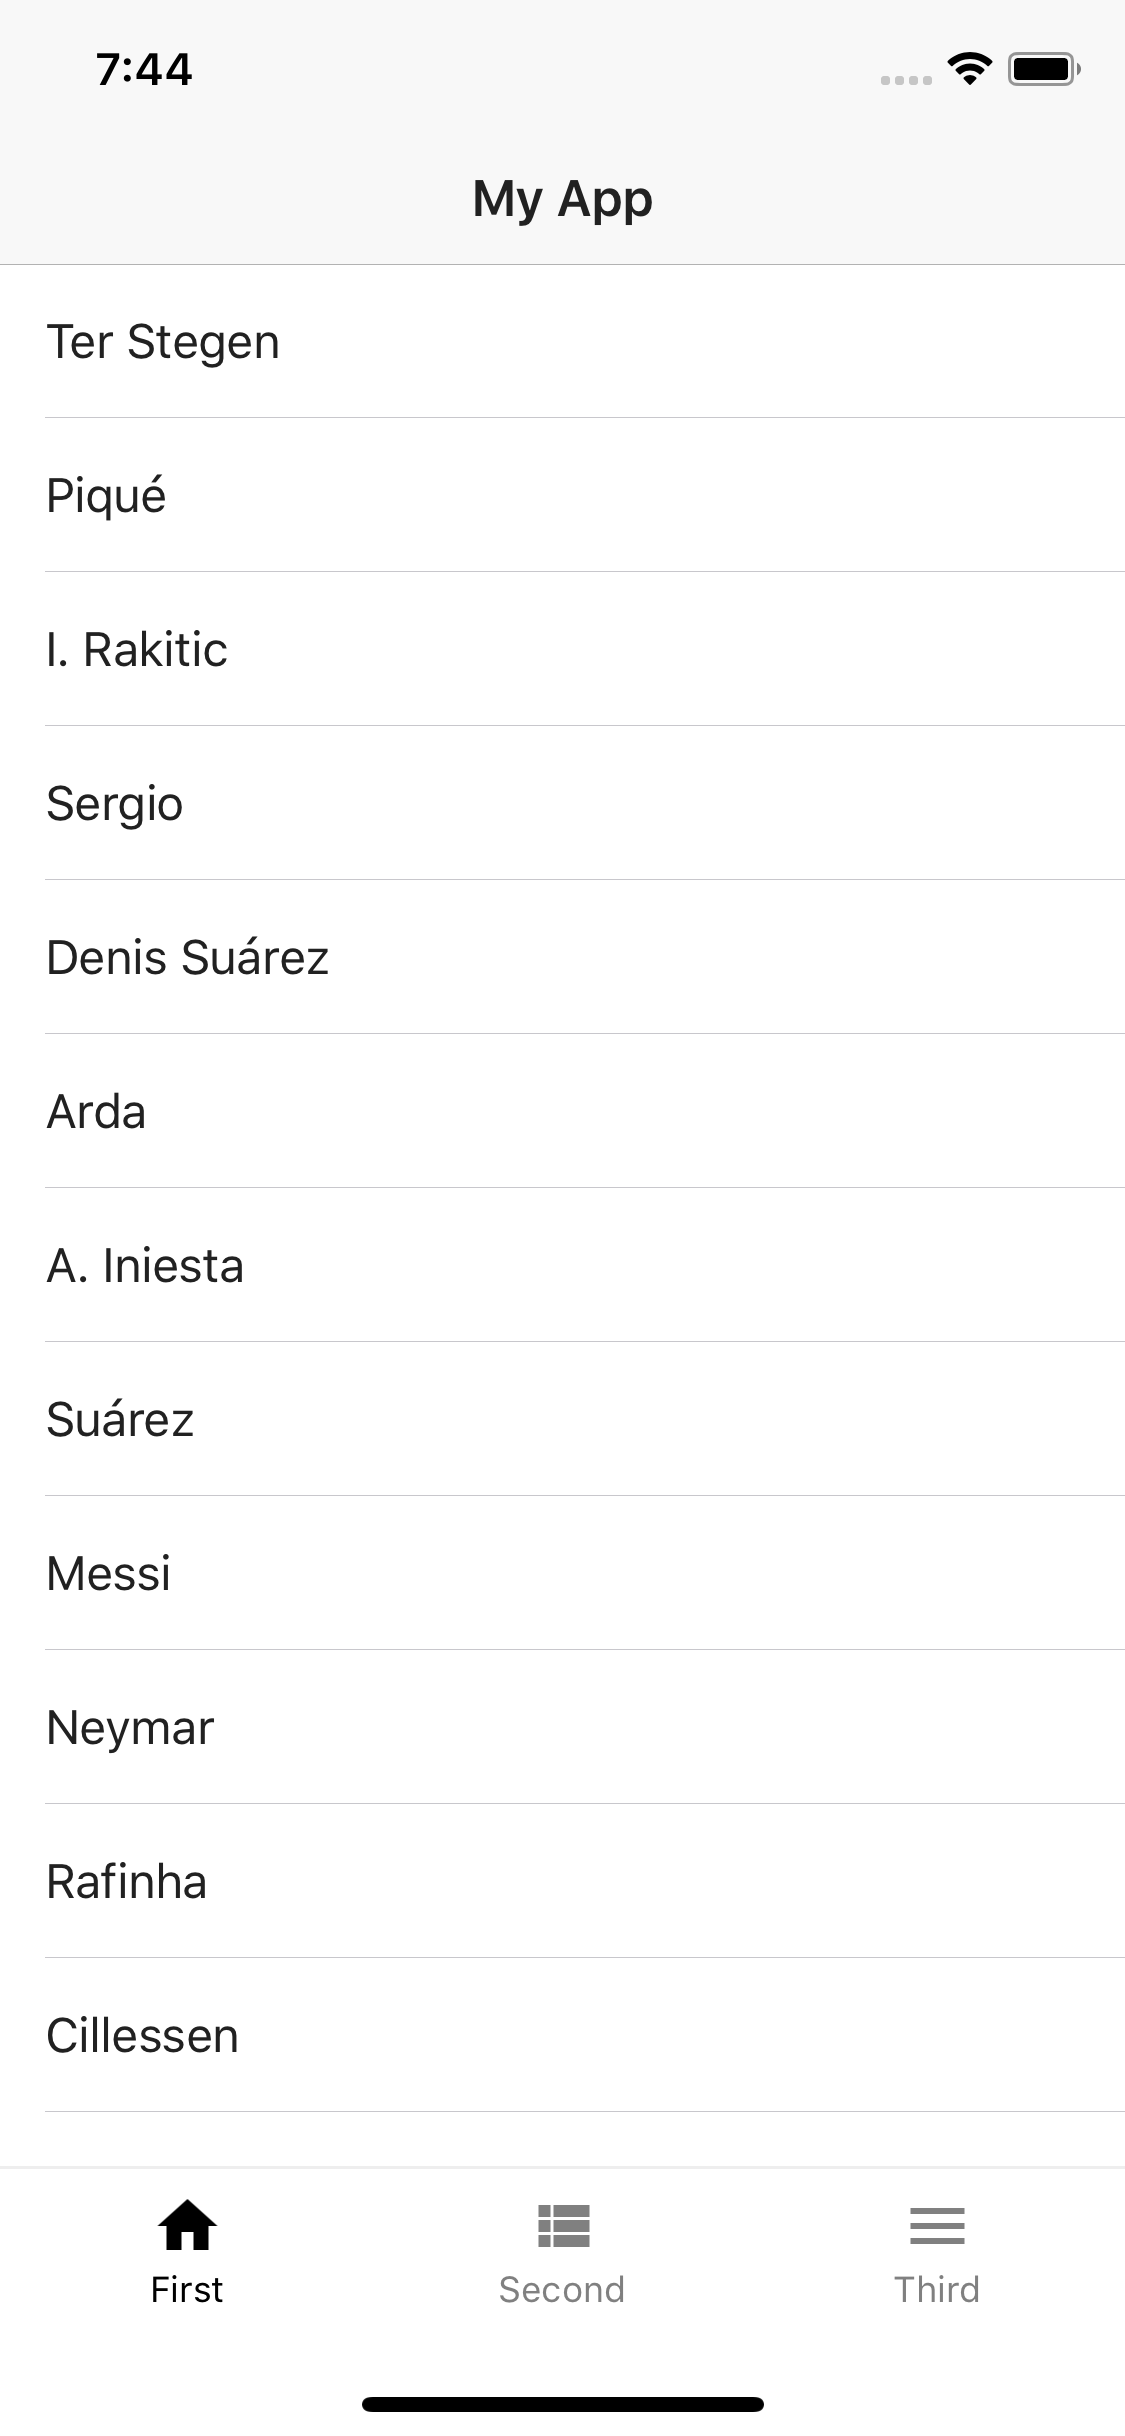 7:44
My App
Ter Stegen
Piqué
I. Rakitic
Sergio
Denis Suárez
Arda
A. Iniesta
Suárez
Messi
Neymar
Rafinha
Cillessen
First
Second
Third